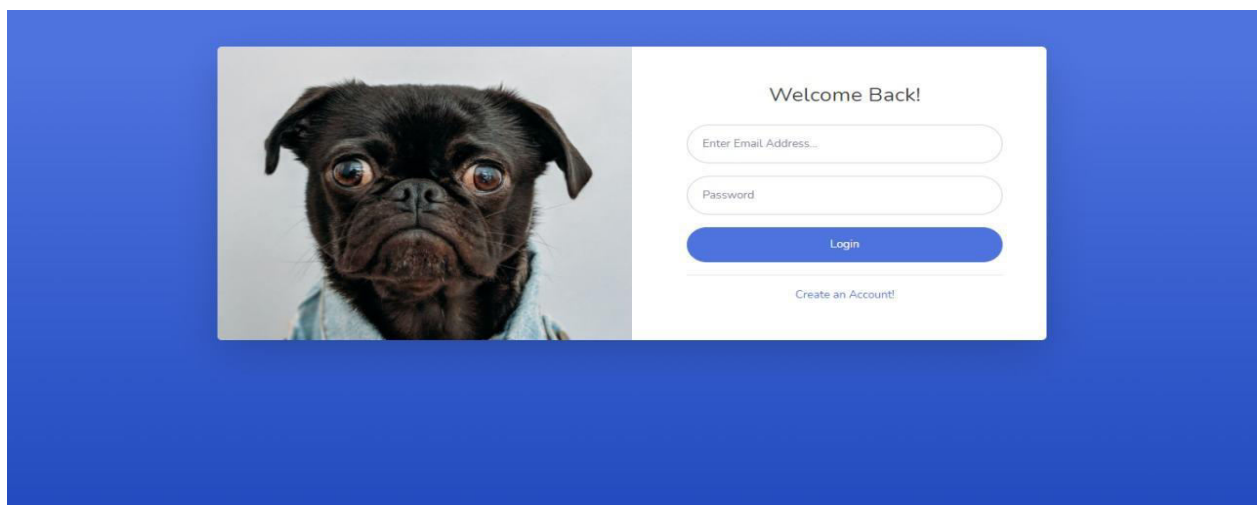 Welcome Back!
Enter Email Address...
Password
Login
Create an Account!